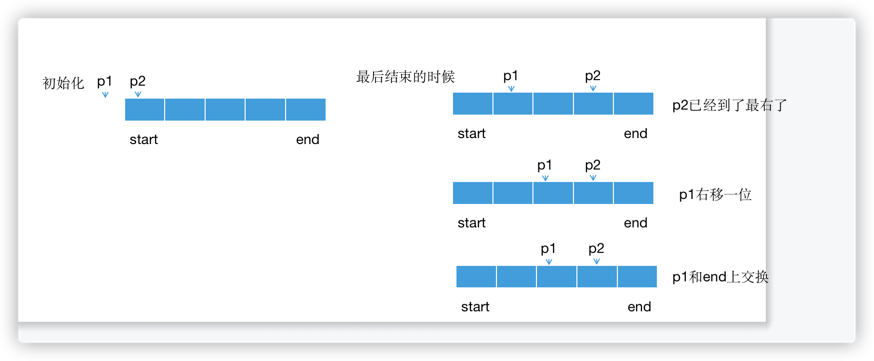 初始化 p1 p2
start end
最后结束的时候 p1 p2
p2已经到了最右了
start end
p1 p2
p1右移一位
start end
p1 p2
p1和end上交换
start end